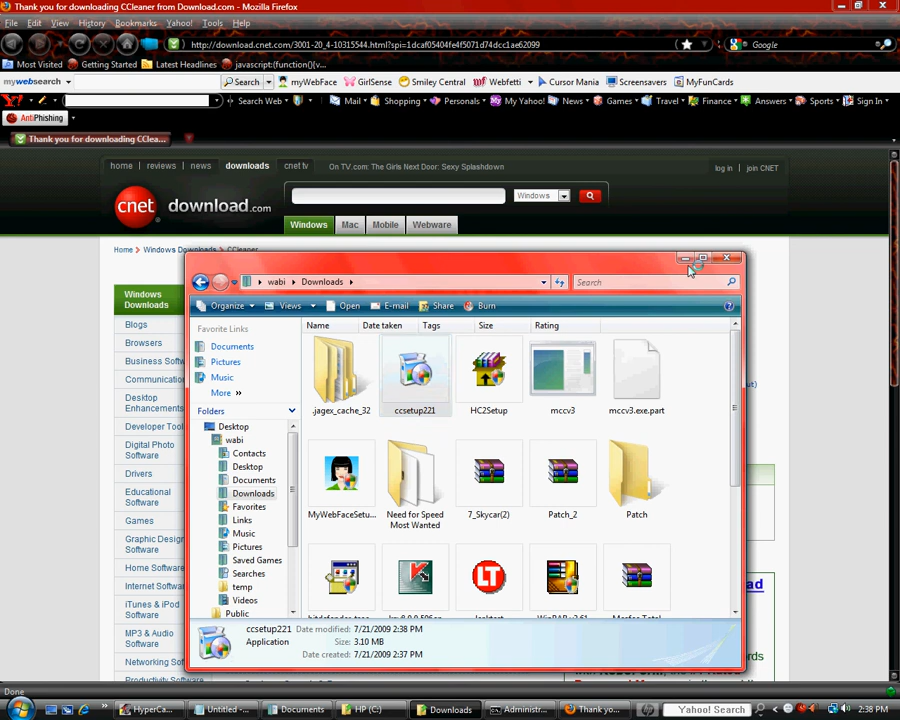 Thank you for downloading CCleaner from Download.com - Mozilla Firefox
File Edit View History Bookmarks Yahoo! Tools Help
http://download.cnet.com/3001-20_4-10315544.html?spi=1dcaf05404fe4f5071d74dcc1ae62099
Google
Most Visited Getting Started Latest Headlines javascript:(function(){v...
mywebsearch Search myWebFace GirlSense Smiley Central Webfetti Cursor Mania Screensavers MyFunCards
Y! Search Web Mail Shopping Personals My Yahoo! News Games Travel Finance Answers Sports Sign In
AntiPhishing
Thank you for downloading CClea...
home reviews news downloads cnet tv On TV.com: The Girls Next Door: Sexy Splashdown log in join CNET
cnet download.com
Windows
Windows Mac Mobile Webware
Home Windows Downloads CCleaner
wabi Downloads
Search
Organize Views Open E-mail Share Burn
Windows Downloads
Blogs
Browsers
Business Softw
Communicatio
Desktop Enhancements
Developer Tool
Digital Photo Software
Drivers
Educational Software
Games
Graphic Desig Software
Home Software
Internet Softw
iTunes & iPod Software
MP3 & Audio Software
Networking So
Productivity Software
Favorite Links
Documents
Pictures
Music
More »
Folders
Desktop
wabi
Contacts
Desktop
Documents
Downloads
Favorites
Links
Music
Pictures
Saved Games
Searches
temp
Videos
Public
Name Date taken Tags Size Rating
.jagex_cache_32 ccsetup221 HC2Setup mccv3 mccv3.exe.part
MyWebFaceSetu... Need for Speed Most Wanted 7_Skycar(2) Patch_2 Patch
LT
ccsetup221 Date modified: 7/21/2009 2:38 PM
Application Size: 3.10 MB
Date created: 7/21/2009 2:37 PM
Done
HyperCa... Untitled - ... Documents HP (C:) Downloads Administr... Thank yo... Yahoo! Search 2:38 PM